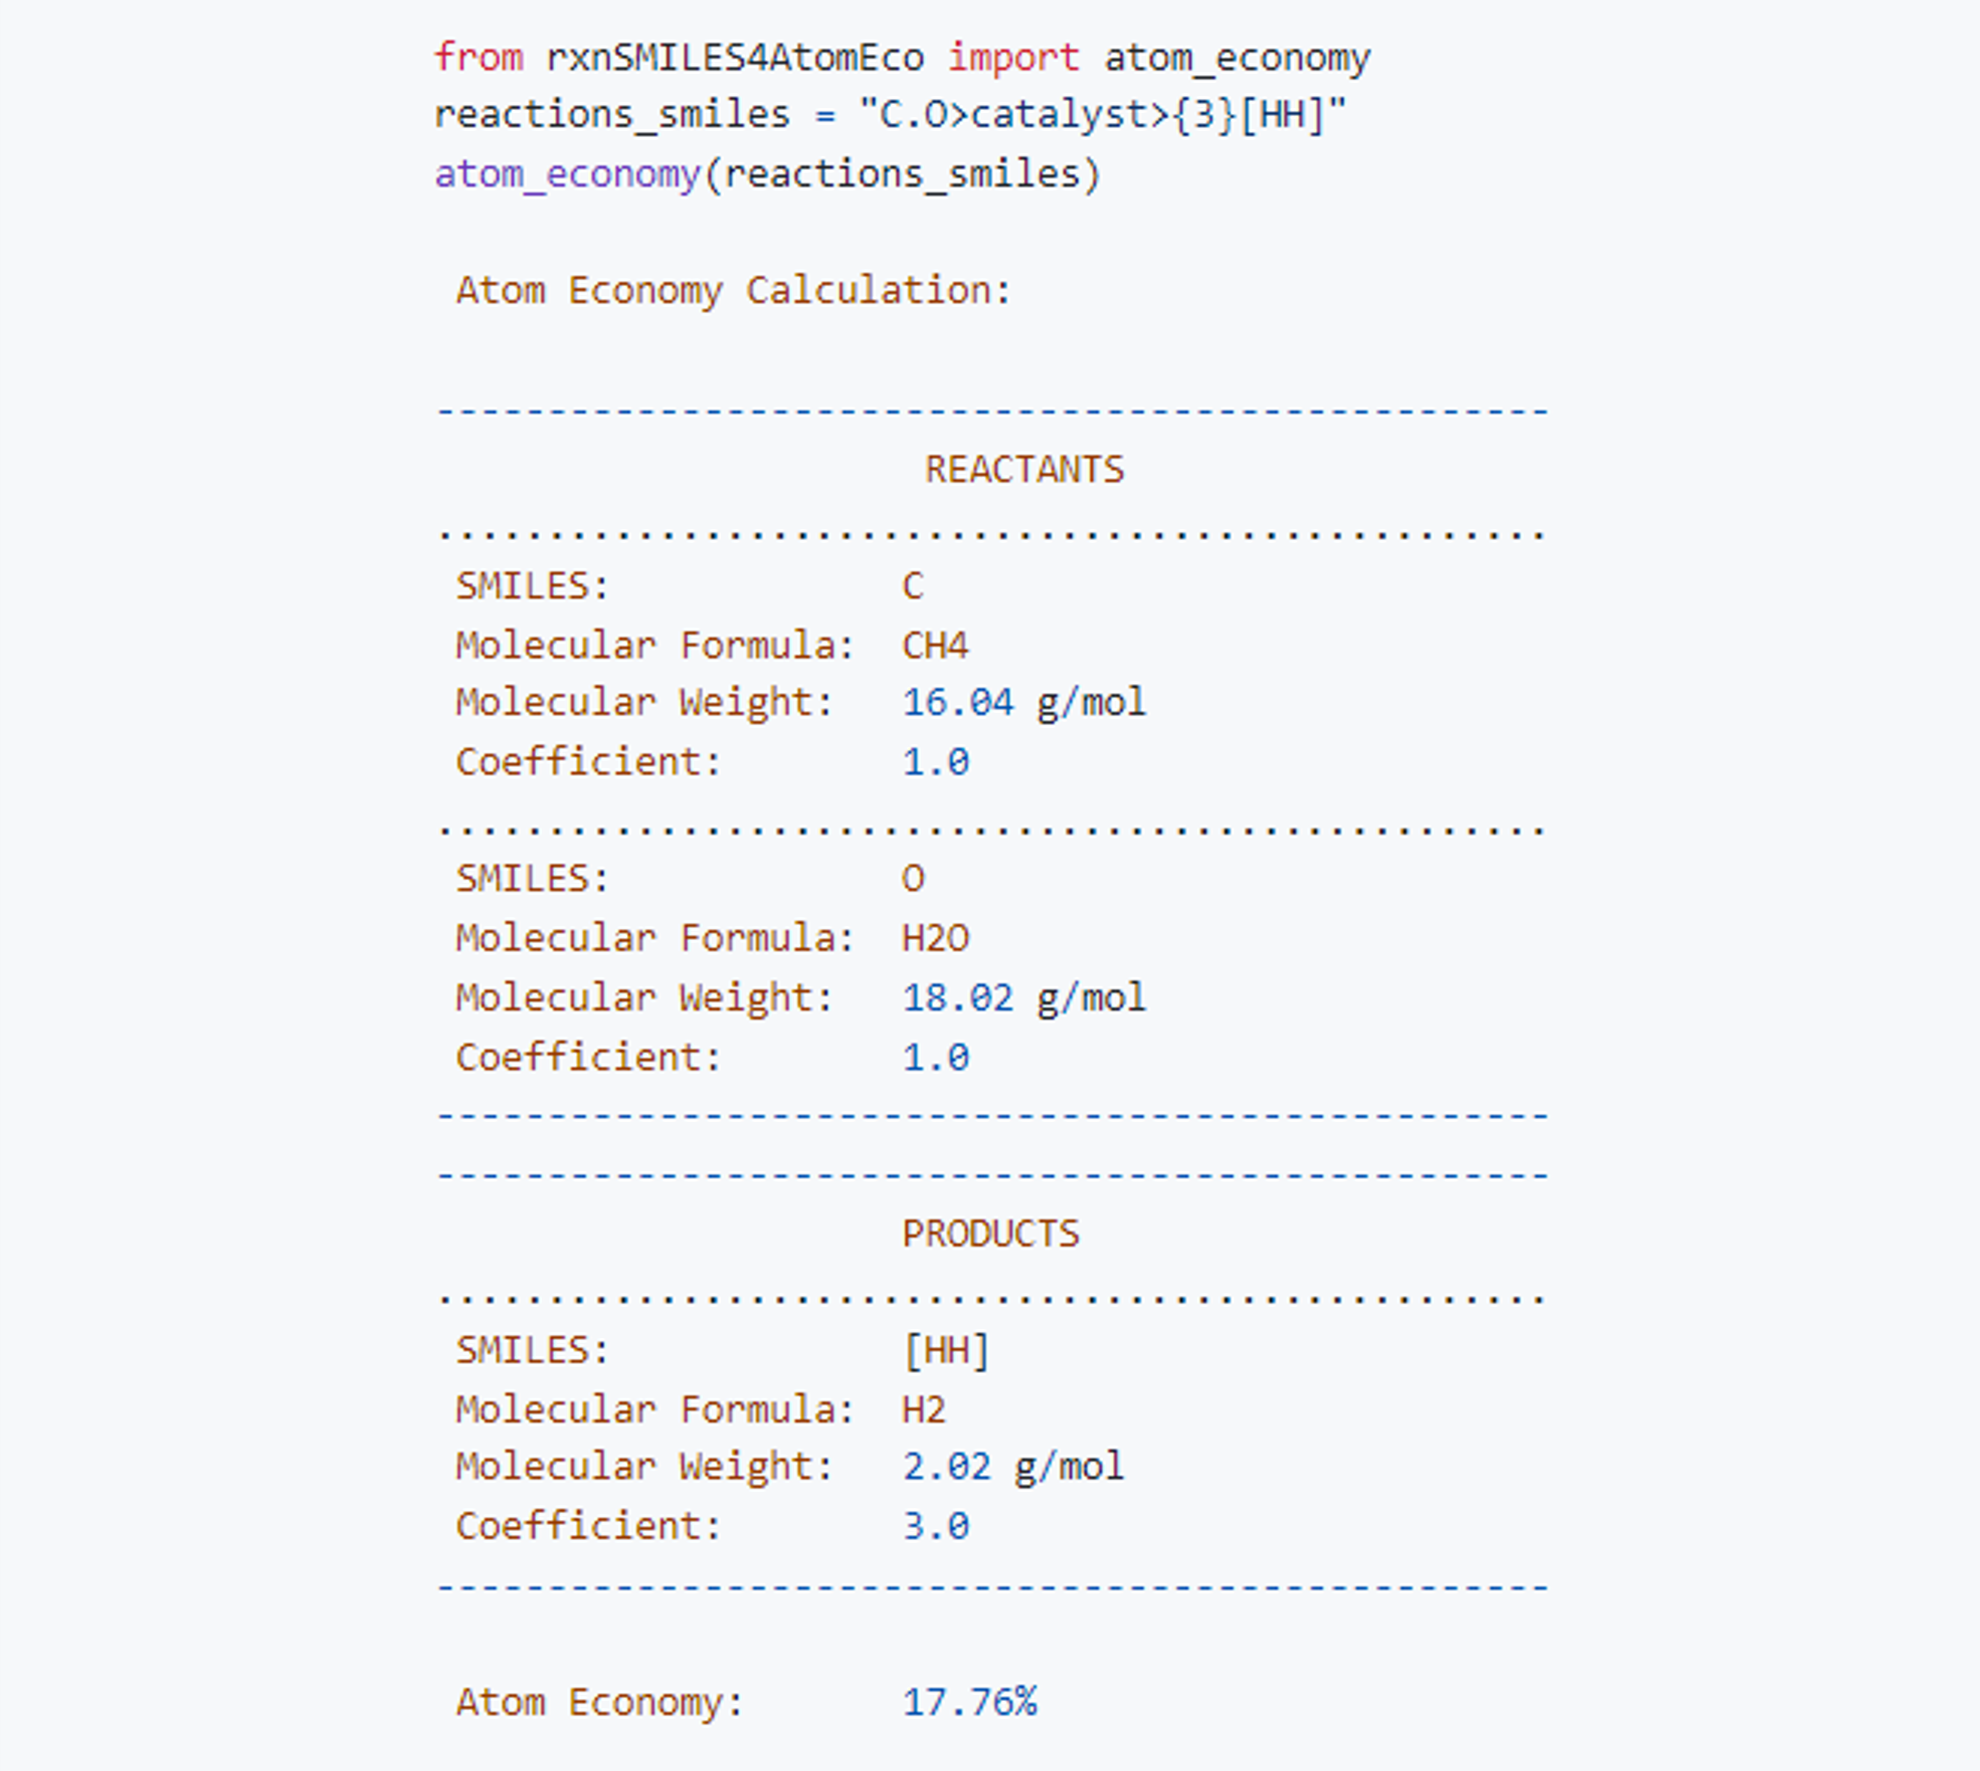 from rxnSMILES4AtomEco import atom_economy
reactions_smiles = "C.O>catalyst>{3}[HH]"
atom_economy(reactions_smiles)
Atom Economy Calculation:
--------------------------------------------------
REACTANTS
..................................................
SMILES: C
Molecular Formula: CH4
Molecular Weight: 16.04 g/mol
Coefficient: 1.0
..................................................
SMILES: O
Molecular Formula: H2O
Molecular Weight: 18.02 g/mol
Coefficient: 1.0
--------------------------------------------------
--------------------------------------------------
PRODUCTS
..................................................
SMILES: [HH]
Molecular Formula: H2
Molecular Weight: 2.02 g/mol
Coefficient: 3.0
--------------------------------------------------
Atom Economy: 17.76%